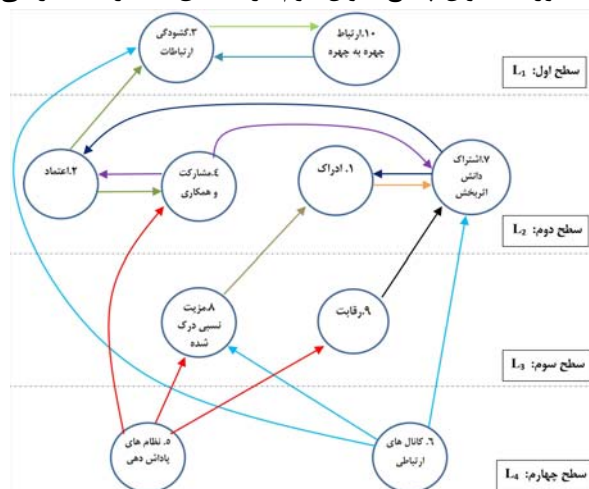 ۳.گشودگی
ارتباطات
۱۰.ارتباط
چهره به چهره
سطح اول: L₁
۲.اعتماد
۴.مشارکت
و همکاری
۱. ادراک
۷.اشتراک
دانش
اثربخش
سطح دوم: L₂
۸.مزیت
نسبی درک
شده
۹.رقابت
سطح سوم: L₃
۵. نظام های
پاداش دهی
۶. کانال های
ارتباطی
سطح چهارم: L₄